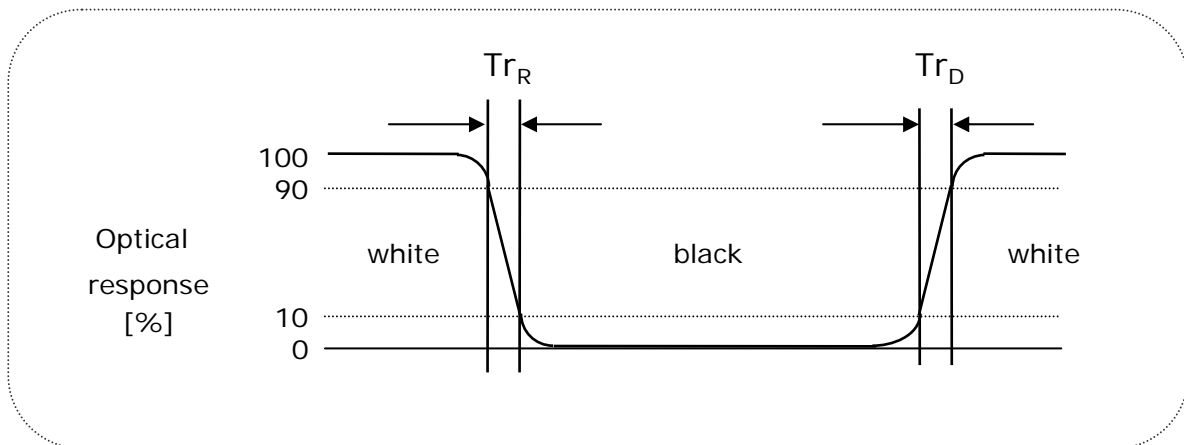 Tr_R Tr_D
100
90
Optical
response
[%]
white black white
10
0